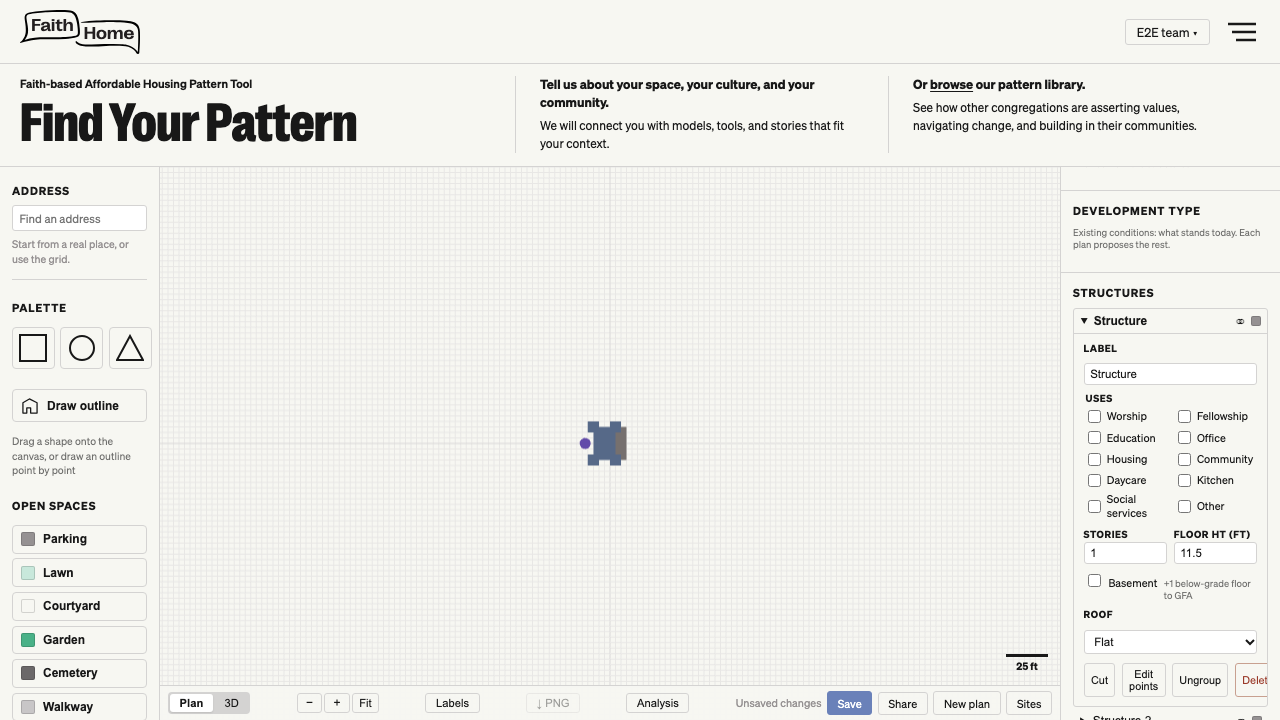 Faith
Home
E2E team
Faith-based Affordable Housing Pattern Tool
Find Your Pattern
Tell us about your space, your culture, and your
community.
We will connect you with models, tools, and stories that fit
your context.
Or browse our pattern library.
See how other congregations are asserting values,
navigating change, and building in their communities.
ADDRESS
Find an address
Start from a real place, or
use the grid.
PALETTE
Draw outline
Drag a shape onto the
canvas, or draw an outline
point by point
OPEN SPACES
Parking
Lawn
Courtyard
Garden
Cemetery
Walkway
25 ft
Plan 3D
− + Fit
Labels
↓ PNG
Analysis
Unsaved changes
Save
Share
New plan
Sites
DEVELOPMENT TYPE
Existing conditions: what stands today. Each
plan proposes the rest.
STRUCTURES
Structure
LABEL
Structure
USES
Worship Fellowship
Education Office
Housing Community
Daycare Kitchen
Social
services
Other
STORIES FLOOR HT (FT)
1 11.5
Basement +1 below-grade floor
to GFA
ROOF
Flat
Cut
Edit
points
Ungroup
Delet
Structure 2